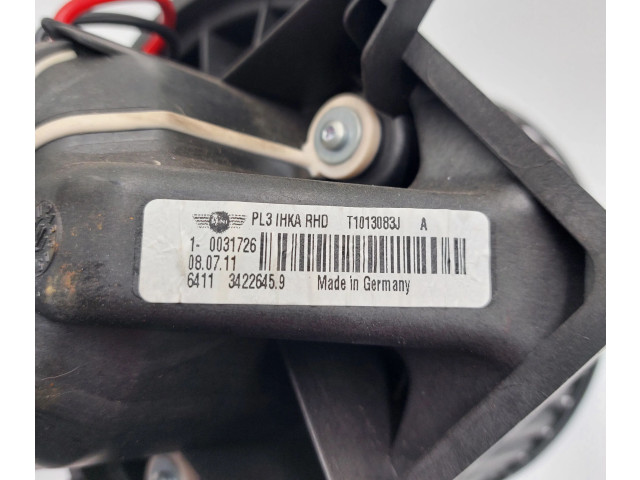 PL3 IHKA RHD T1013083J A
1- 0031726
08.07.11
6411 3422645.9 Made in Germany